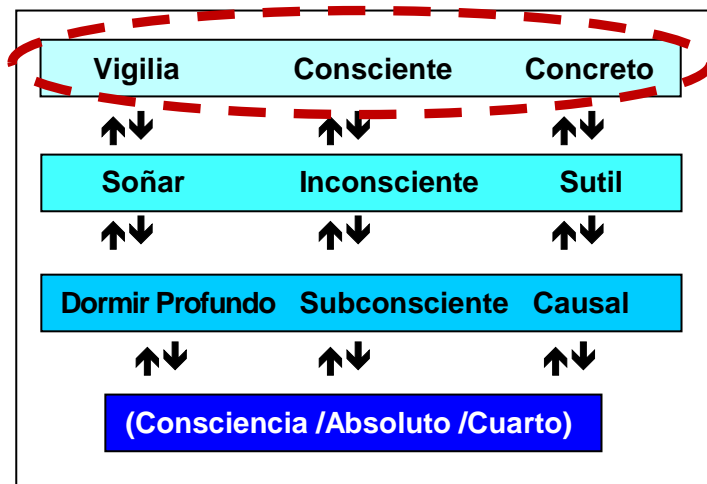 Vigilia Consciente Concreto
Soñar Inconsciente Sutil
Dormir Profundo Subconsciente Causal
(Consciencia /Absoluto /Cuarto)